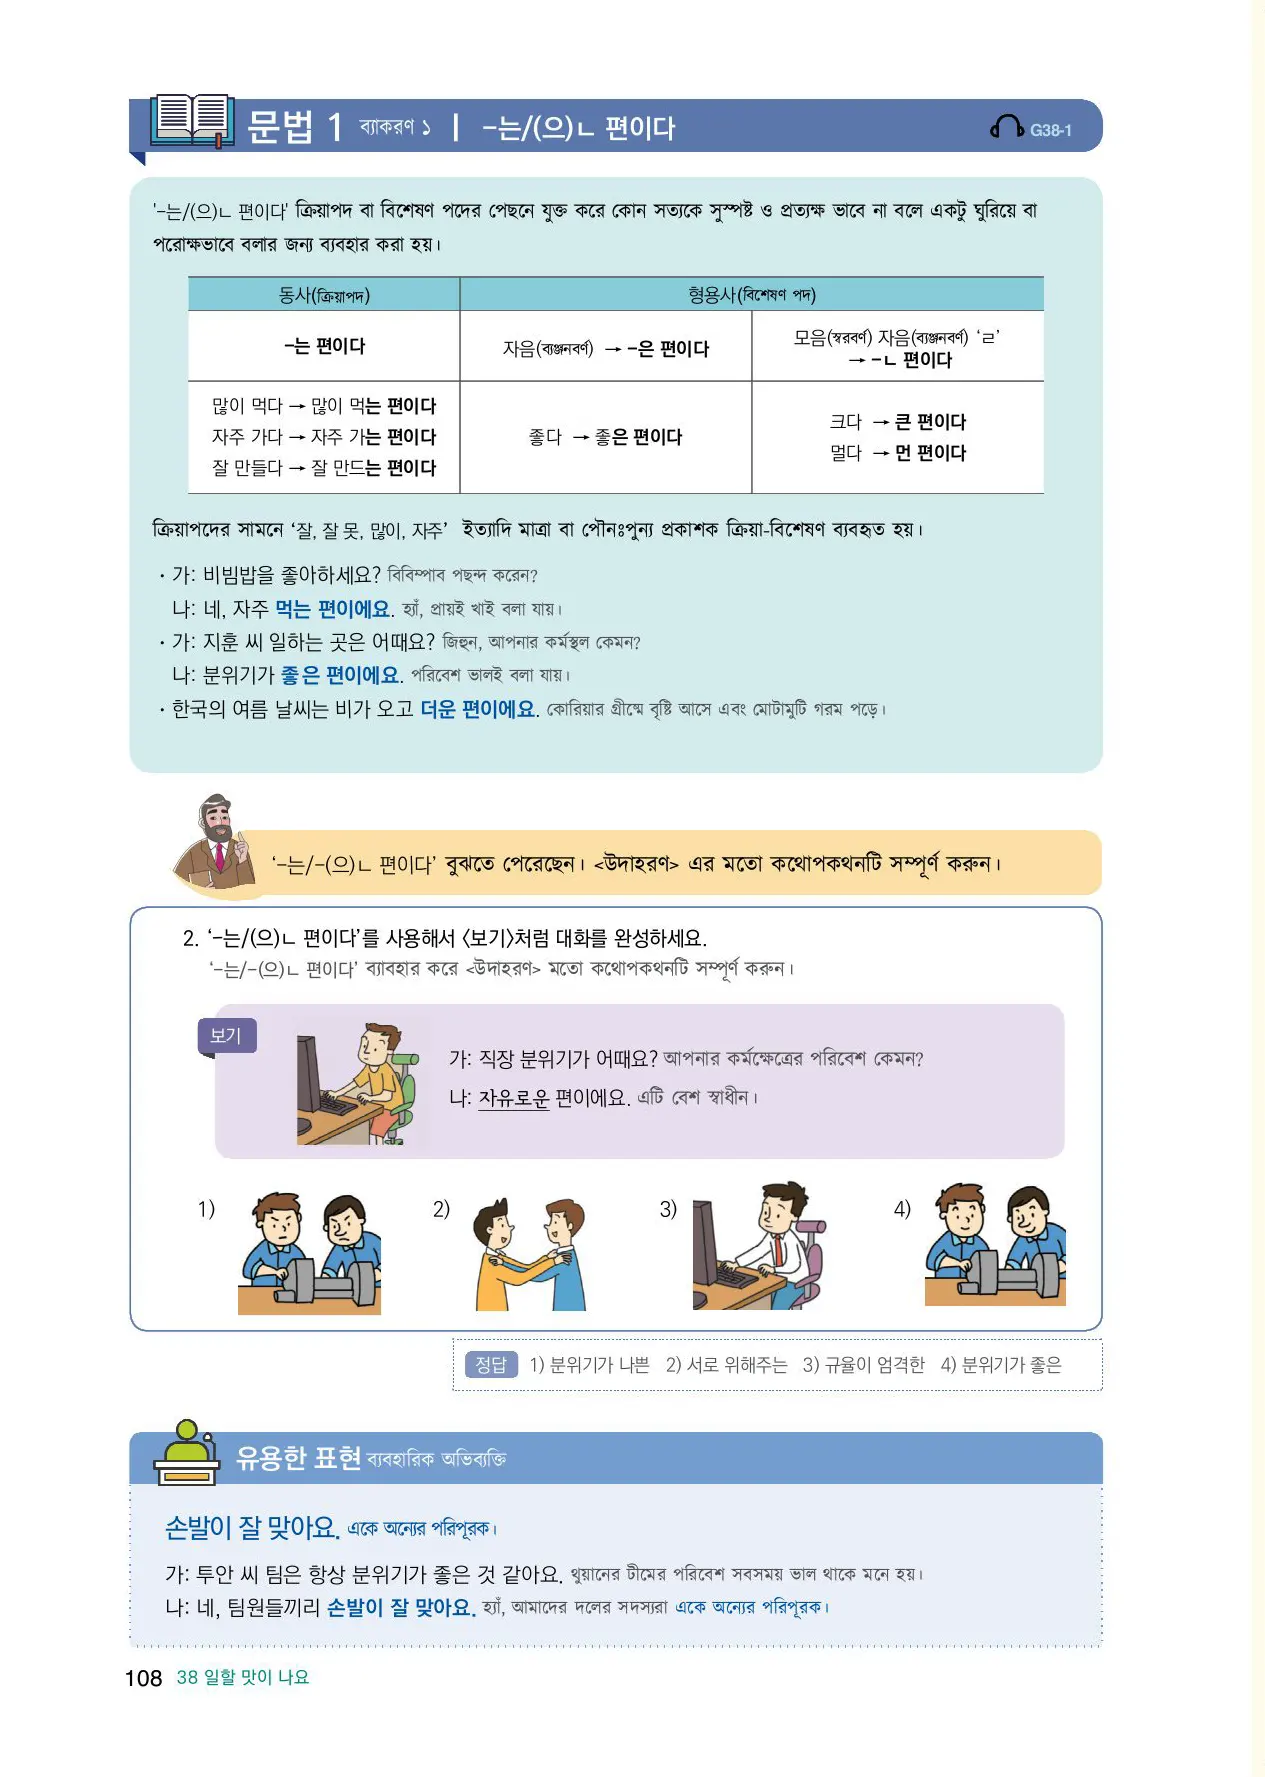 문법 1 ব্যাকরণ ১ | -는/(으)ㄴ 편이다
G38-1
'-는/(으)ㄴ 편이다' ক্রিয়াপদ বা বিশেষণ পদের পেছনে যুক্ত করে কোন সত্যকে সুস্পষ্ট ও প্রত্যক্ষ ভাবে না বলে একটু ঘুরিয়ে বা
পরোক্ষভাবে বলার জন্য ব্যবহার করা হয়।
동사(ক্রিয়াপদ) 형용사(বিশেষণ পদ)
-는 편이다
자음(ব্যঞ্জনবর্ণ) → -은 편이다
모음(স্বরবর্ণ) 자음(ব্যঞ্জনবর্ণ) ‘ㄹ’
→ -ㄴ 편이다
많이 먹다 → 많이 먹는 편이다
자주 가다 → 자주 가는 편이다
잘 만들다 → 잘 만드는 편이다
좋다 → 좋은 편이다
크다 → 큰 편이다
멀다 → 먼 편이다
ক্রিয়াপদের সামনে ‘잘, 잘 못, 많이, 자주’ ইত্যাদি মাত্রা বা পৌনঃপুন্য প্রকাশক ক্রিয়া-বিশেষণ ব্যবহৃত হয়।
· 가: 비빔밥을 좋아하세요? বিবিম্পাব পছন্দ করেন?
나: 네, 자주 먹는 편이에요. হ্যাঁ, প্রায়ই খাই বলা যায়।
· 가: 지훈 씨 일하는 곳은 어때요? জিহুন, আপনার কর্মস্থল কেমন?
나: 분위기가 좋은 편이에요. পরিবেশ ভালই বলা যায়।
· 한국의 여름 날씨는 비가 오고 더운 편이에요. কোরিয়ার গ্রীষ্মে বৃষ্টি আসে এবং মোটামুটি গরম পড়ে।
‘-는/-(으)ㄴ 편이다’ বুঝতে পেরেছেন। <উদাহরণ> এর মতো কথোপকথনটি সম্পূর্ণ করুন।
2. ‘-는/(으)ㄴ 편이다’를 사용해서 〈보기〉처럼 대화를 완성하세요.
‘-는/-(으)ㄴ 편이다’ ব্যাবহার করে <উদাহরণ> মতো কথোপকথনটি সম্পূর্ণ করুন।
보기
가: 직장 분위기가 어때요? আপনার কর্মক্ষেত্রের পরিবেশ কেমন?
나: 자유로운 편이에요. এটি বেশ স্বাধীন।
1) 2) 3) 4)
정답 1) 분위기가 나쁜 2) 서로 위해주는 3) 규율이 엄격한 4) 분위기가 좋은
유용한 표현 ব্যবহারিক অভিব্যক্তি
손발이 잘 맞아요. একে অন্যের পরিপূরক।
가: 투안 씨 팀은 항상 분위기가 좋은 것 같아요. থুয়ানের টীমের পরিবেশ সবসময় ভাল থাকে মনে হয়।
나: 네, 팀원들끼리 손발이 잘 맞아요. হ্যাঁ, আমাদের দলের সদস্যরা একে অন্যের পরিপূরক।
108 38 일할 맛이 나요